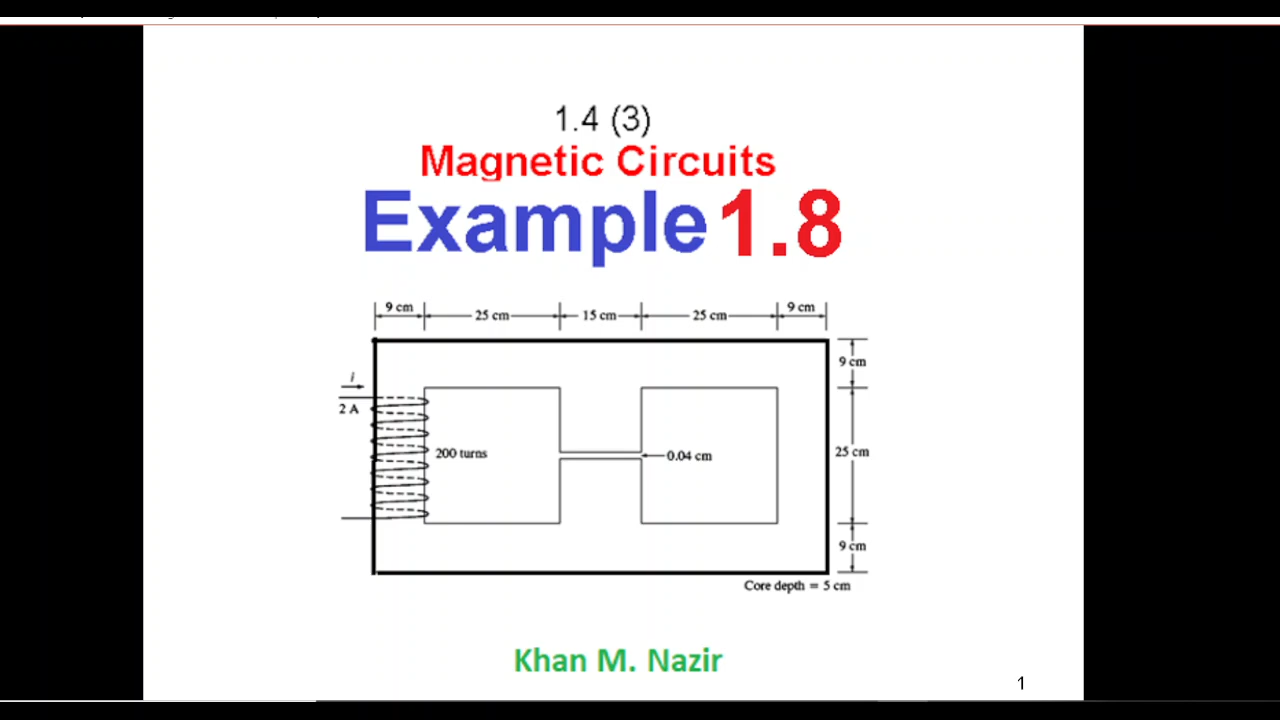 1.4 (3)
Magnetic Circuits
Example 1.8
9 cm 25 cm 15 cm 25 cm 9 cm
9 cm
i
2 A
200 turns
0.04 cm
25 cm
9 cm
Core depth = 5 cm
Khan M. Nazir
1